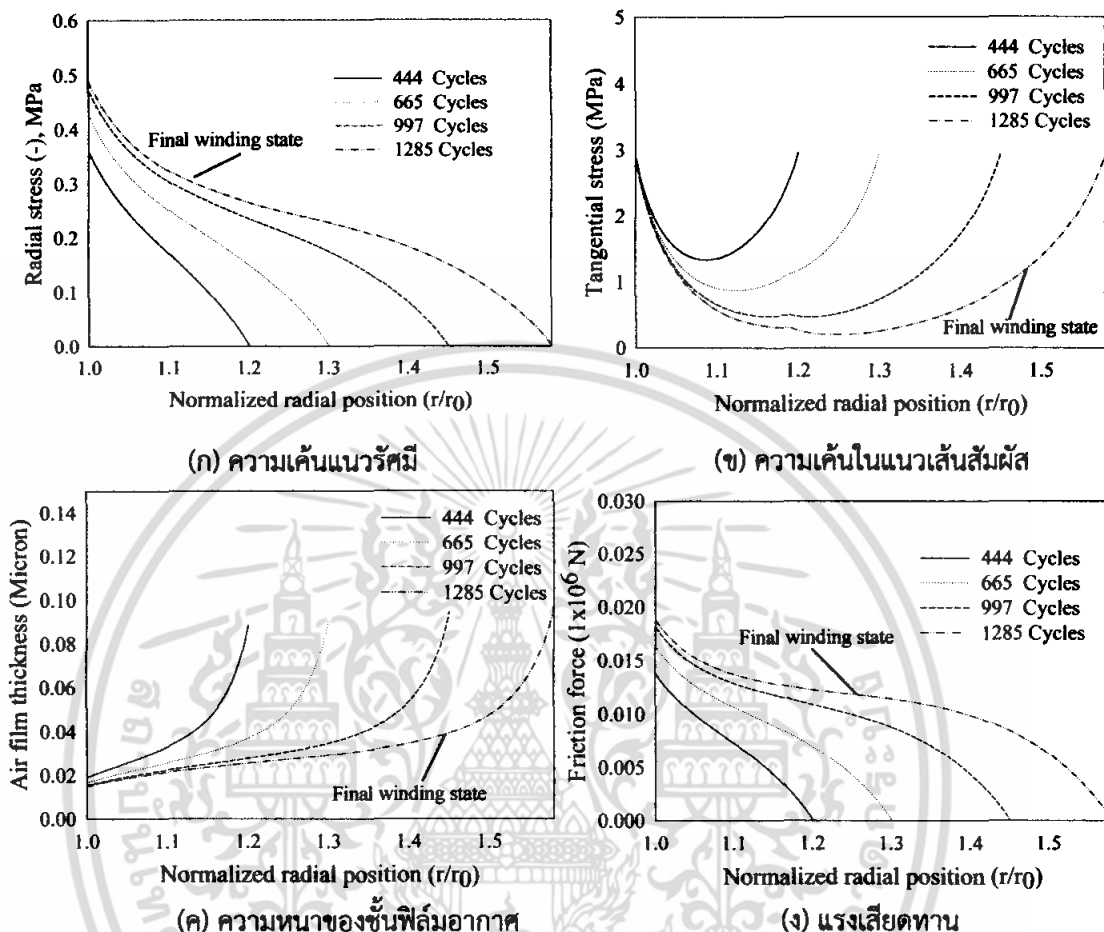 Radial stress (-), MPa
0.6
0.5
0.4
0.3
0.2
0.1
0.0
444 Cycles
665 Cycles
997 Cycles
1285 Cycles
Final winding state
1.0 1.1 1.2 1.3 1.4 1.5
Normalized radial position (r/r0)
(ก) ความเค้นแนวรัศมี
Tangential stress (MPa)
5
4
3
2
1
0
444 Cycles
665 Cycles
997 Cycles
1285 Cycles
Final winding state
1.0 1.1 1.2 1.3 1.4 1.5
Normalized radial position (r/r0)
(ข) ความเค้นในแนวเส้นสัมผัส
Air film thickness (Micron)
0.14
0.12
0.10
0.08
0.06
0.04
0.02
0.00
444 Cycles
665 Cycles
997 Cycles
1285 Cycles
Final winding state
1.0 1.1 1.2 1.3 1.4 1.5
Normalized radial position (r/r0)
(ค) ความหนาของชั้นฟิล์มอากาศ
Friction force (1x10⁶ N)
0.030
0.025
0.020
0.015
0.010
0.005
0.000
444 Cycles
665 Cycles
997 Cycles
1285 Cycles
Final winding state
1.0 1.1 1.2 1.3 1.4 1.5
Normalized radial position (r/r0)
(ง) แรงเสียดทาน